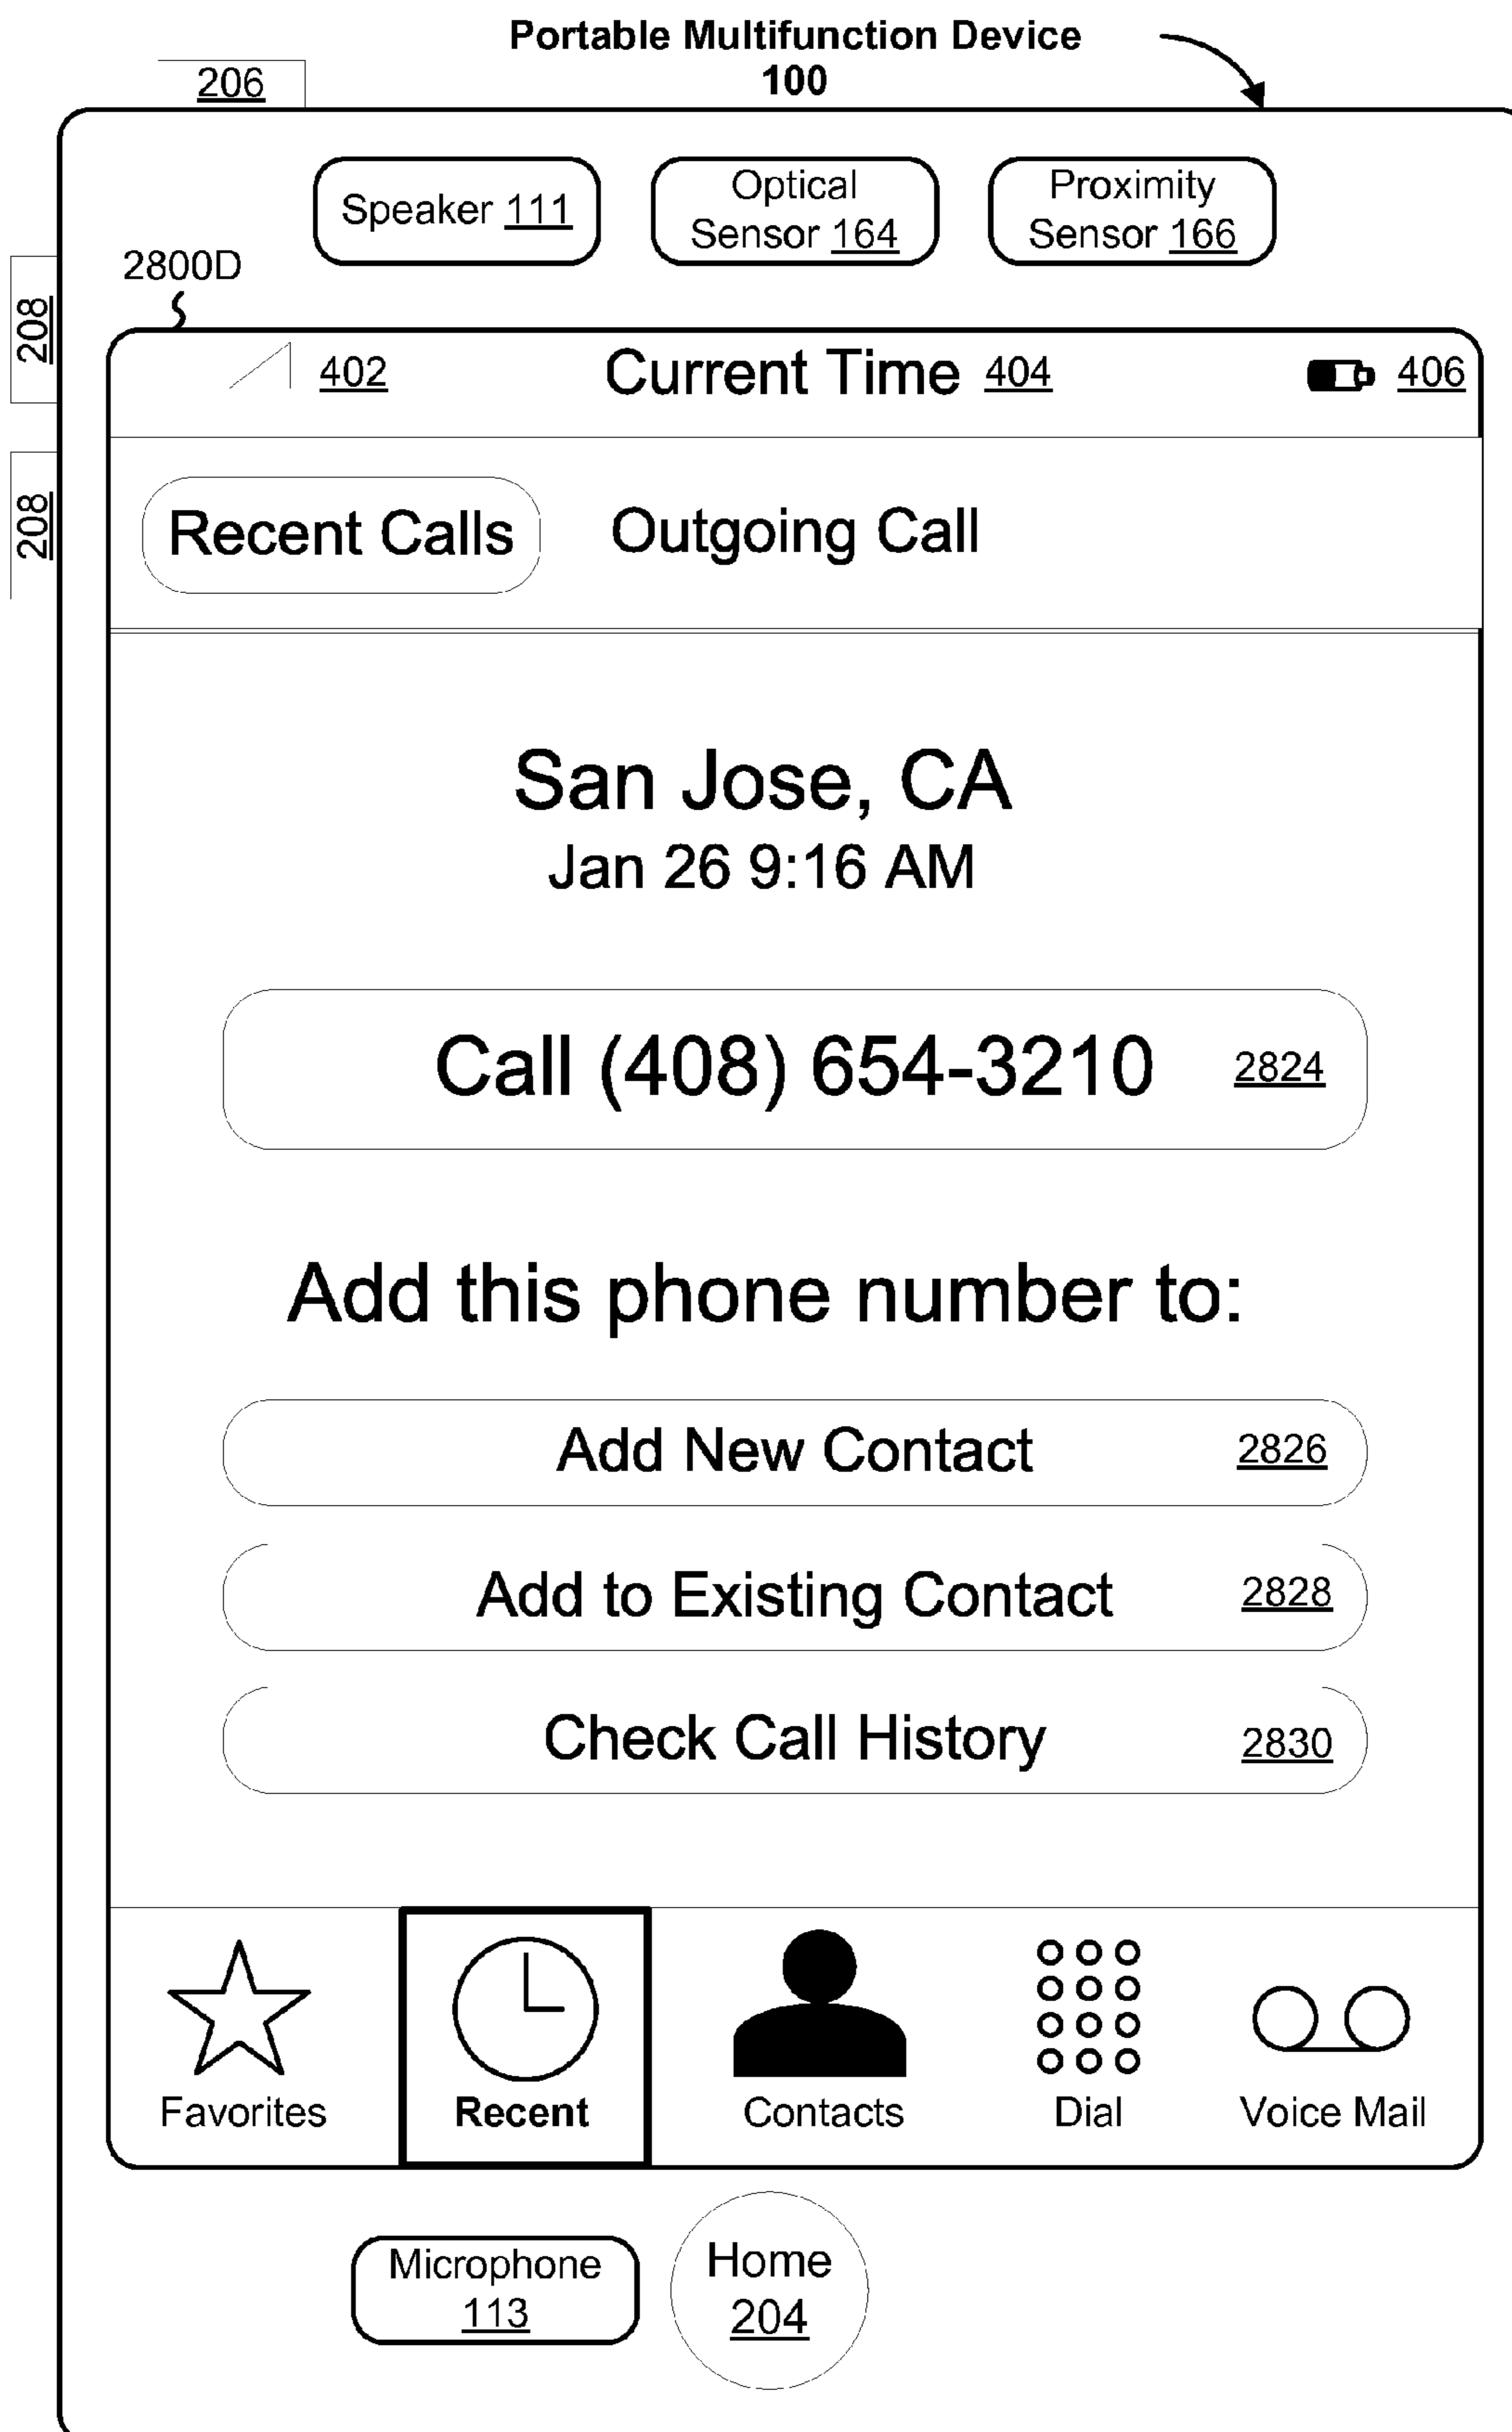 Portable Multifunction Device
100
206
Speaker 111
Optical
Sensor 164
Proximity
Sensor 166
2800D
208
208
402
Current Time 404
406
Recent Calls
Outgoing Call
San Jose, CA
Jan 26 9:16 AM
Call (408) 654-3210 2824
Add this phone number to:
Add New Contact 2826
Add to Existing Contact 2828
Check Call History 2830
Favorites
Recent
Contacts
Dial
Voice Mail
Microphone
113
Home
204